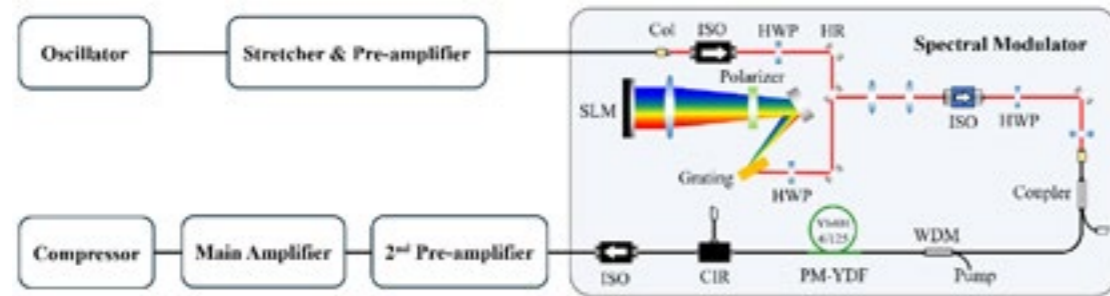 Oscillator
Stretcher & Pre-amplifier
Col
ISO
HWP
HR
Spectral Modulator
Polarizer
SLM
ISO
HWP
Grating
HWP
Coupler
Compressor
Main Amplifier
2nd Pre-amplifier
ISO
CIR
PM-YDF
WDM
Pump